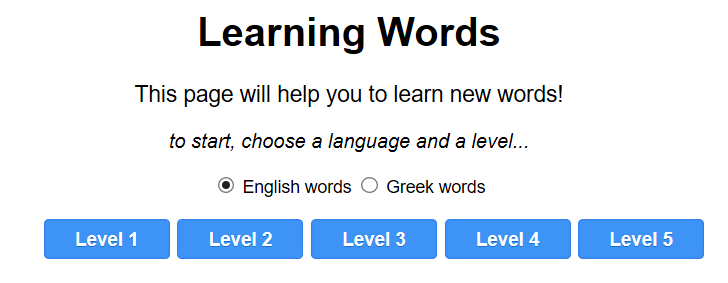 Learning Words
This page will help you to learn new words!
to start, choose a language and a level...
English words Greek words
Level 1 Level 2 Level 3 Level 4 Level 5